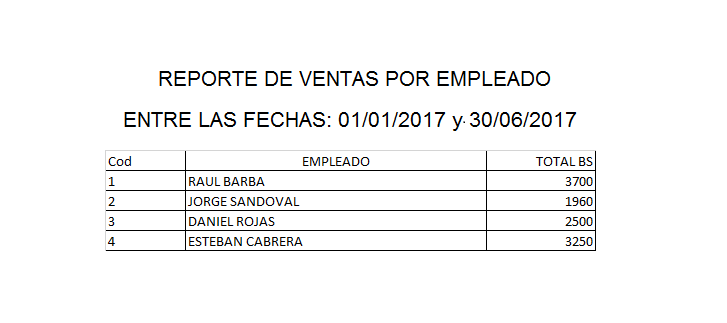 REPORTE DE VENTAS POR EMPLEADO
ENTRE LAS FECHAS: 01/01/2017 y 30/06/2017
Cod EMPLEADO TOTAL BS
1 RAUL BARBA 3700
2 JORGE SANDOVAL 1960
3 DANIEL ROJAS 2500
4 ESTEBAN CABRERA 3250